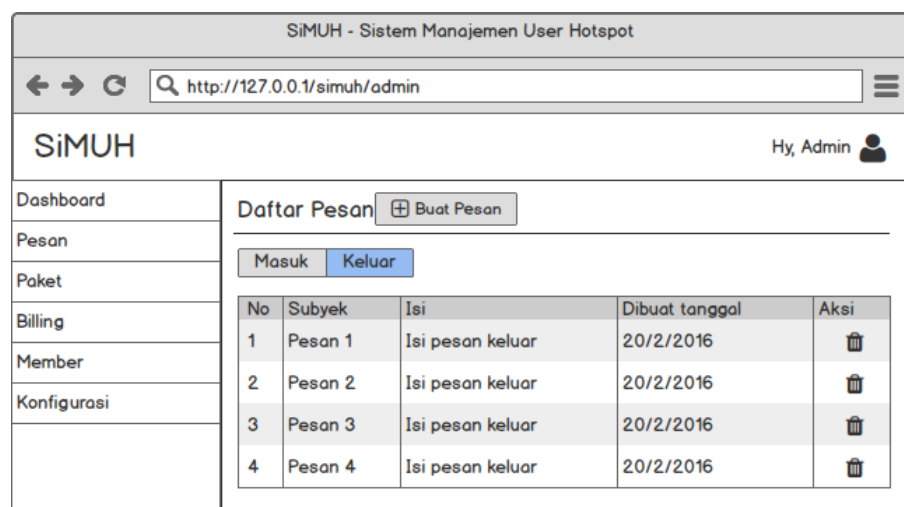 SiMUH - Sistem Manajemen User Hotspot
http://127.0.0.1/simuh/admin
SiMUH
Hy, Admin
Dashboard
Pesan
Paket
Billing
Member
Konfigurasi
Daftar Pesan Buat Pesan
Masuk Keluar
No Subyek Isi Dibuat tanggal Aksi
1 Pesan 1 Isi pesan keluar 20/2/2016
2 Pesan 2 Isi pesan keluar 20/2/2016
3 Pesan 3 Isi pesan keluar 20/2/2016
4 Pesan 4 Isi pesan keluar 20/2/2016